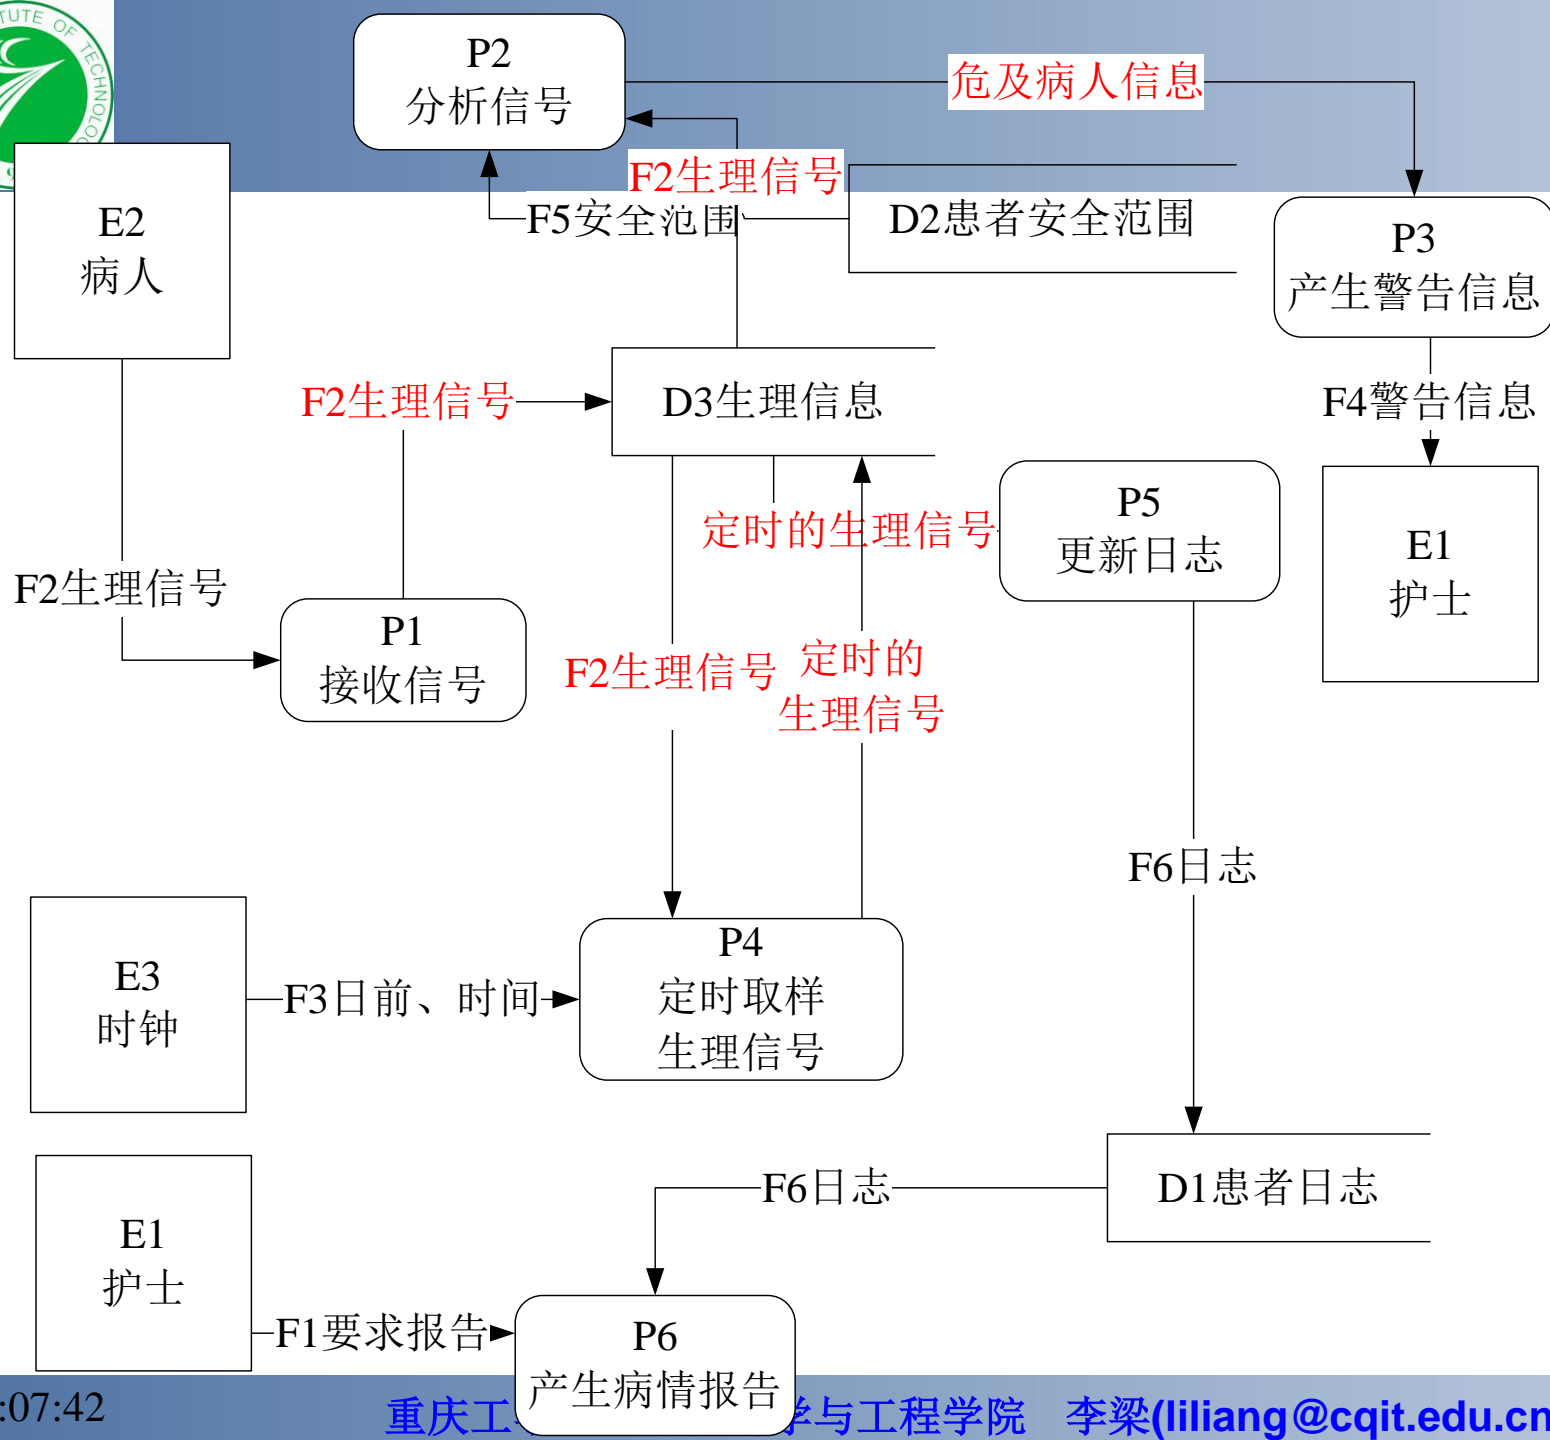 TUTE OF TECHNOLO
P2
分析信号
危及病人信息
F2生理信号
E2
病人
F5安全范围
D2患者安全范围
P3
产生警告信息
F2生理信号
D3生理信息
F4警告信息
定时的生理信号
P5
更新日志
E1
护士
F2生理信号
P1
接收信号
F2生理信号
定时的
生理信号
F6日志
E3
时钟
F3日前、时间
P4
定时取样
生理信号
F6日志
D1患者日志
E1
护士
F1要求报告
P6
产生病情报告
:07:42
重庆工
学与工程学院 李梁(liliang@cqit.edu.cn